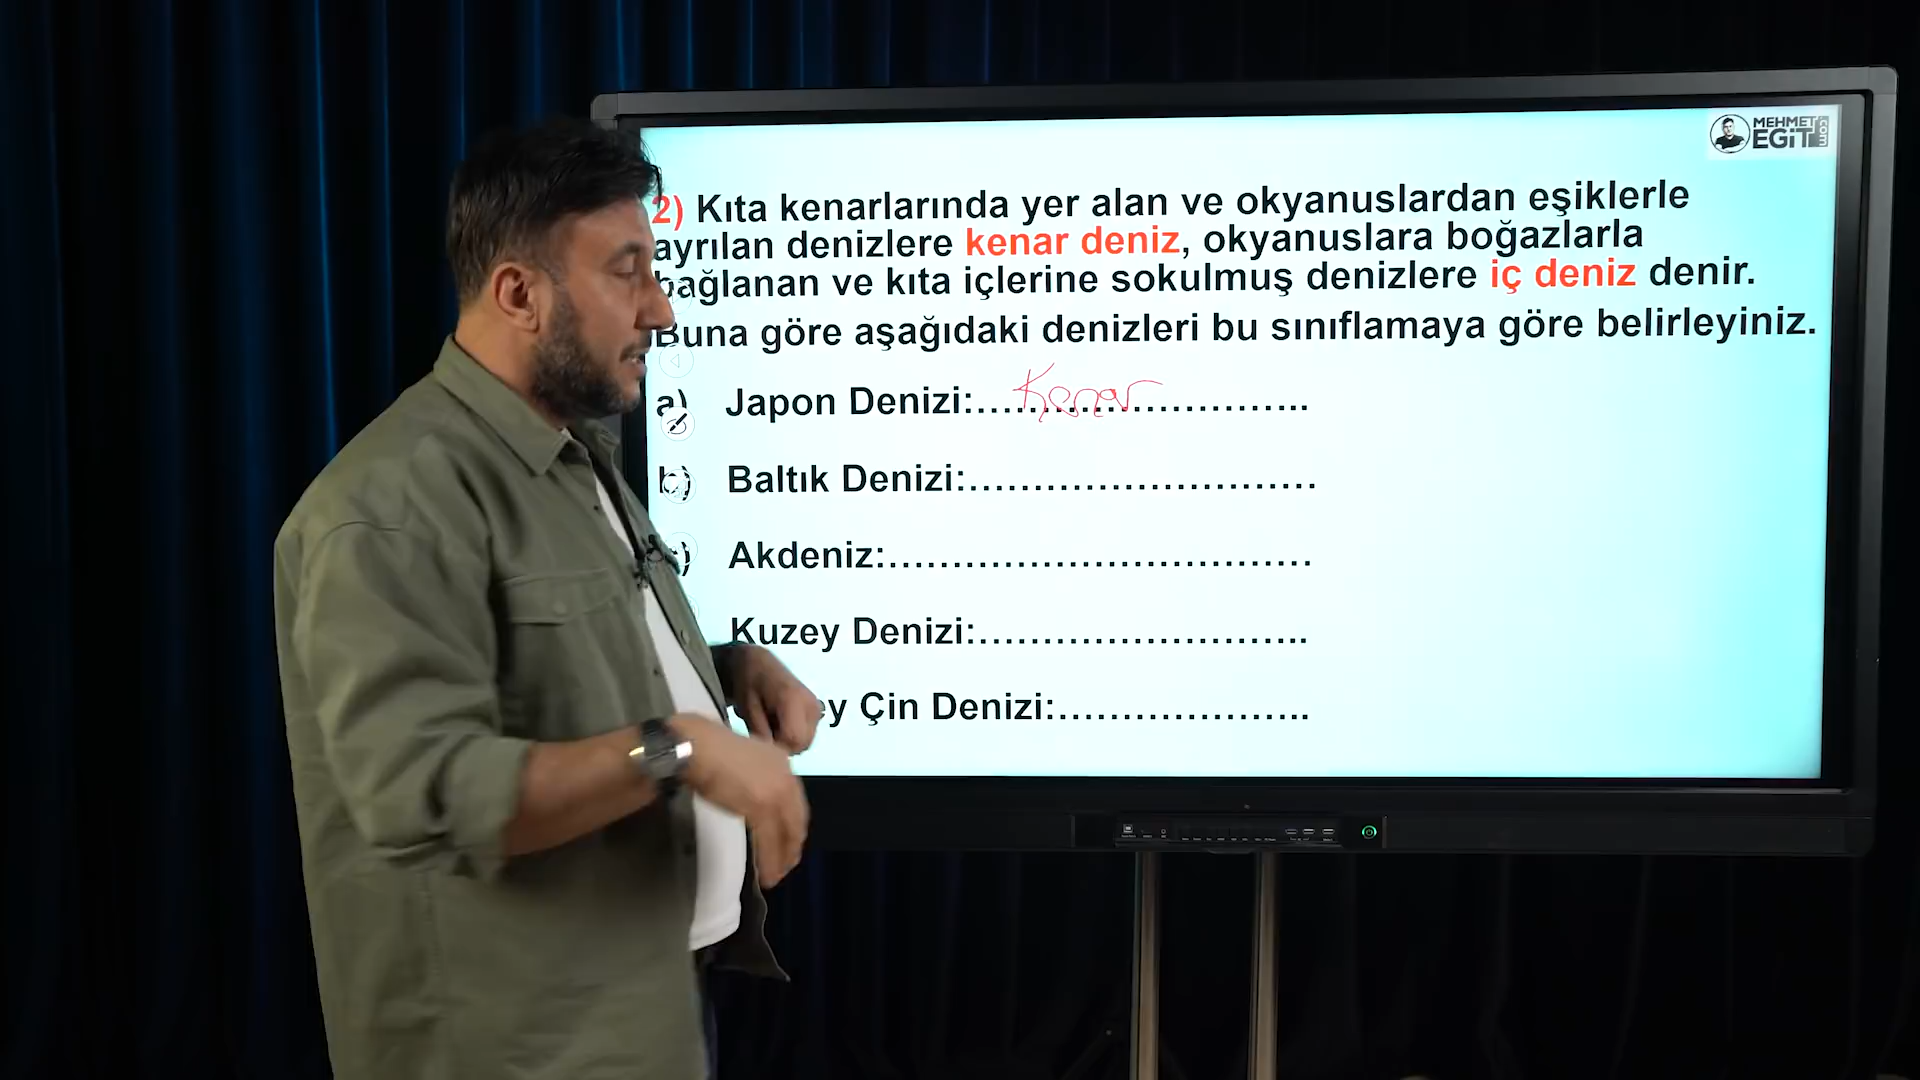 MEHMET
EGiT
.com
2) Kıta kenarlarında yer alan ve okyanuslardan eşiklerle
ayrılan denizlere kenar deniz, okyanuslara boğazlarla
bağlanan ve kıta içlerine sokulmuş denizlere iç deniz denir.
Buna göre aşağıdaki denizleri bu sınıflamaya göre belirleyiniz.
a) Japon Denizi:.... Kenar ....
b) Baltık Denizi:...........................
Akdeniz:.................................
Kuzey Denizi:..........................
Çin Denizi:....................